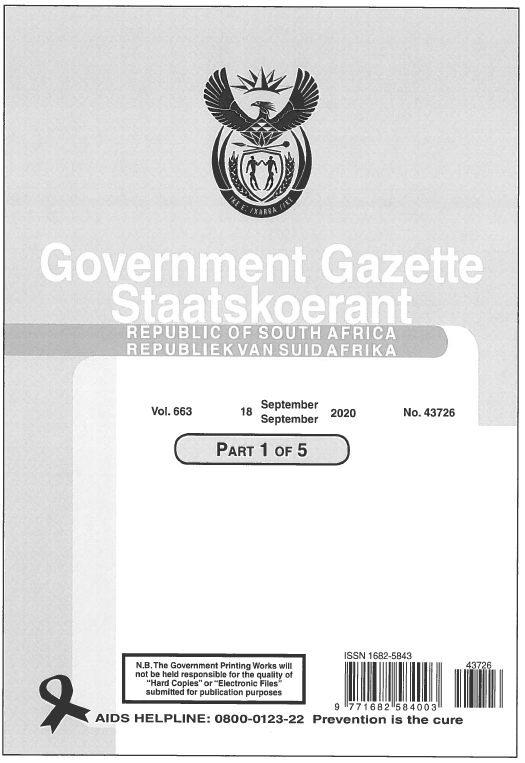 !KE E: /XARRA //KE
Government Gazette
Staatskoerant
REPUBLIC OF SOUTH AFRICA
REPUBLIEK VAN SUID AFRIKA
Vol. 663 18 September 2020 No. 43726
September
PART 1 OF 5
N.B. The Government Printing Works will
not be held responsible for the quality of
"Hard Copies" or "Electronic Files"
submitted for publication purposes
ISSN 1682-5843
9 771682 584003
43726
AIDS HELPLINE: 0800-0123-22 Prevention is the cure